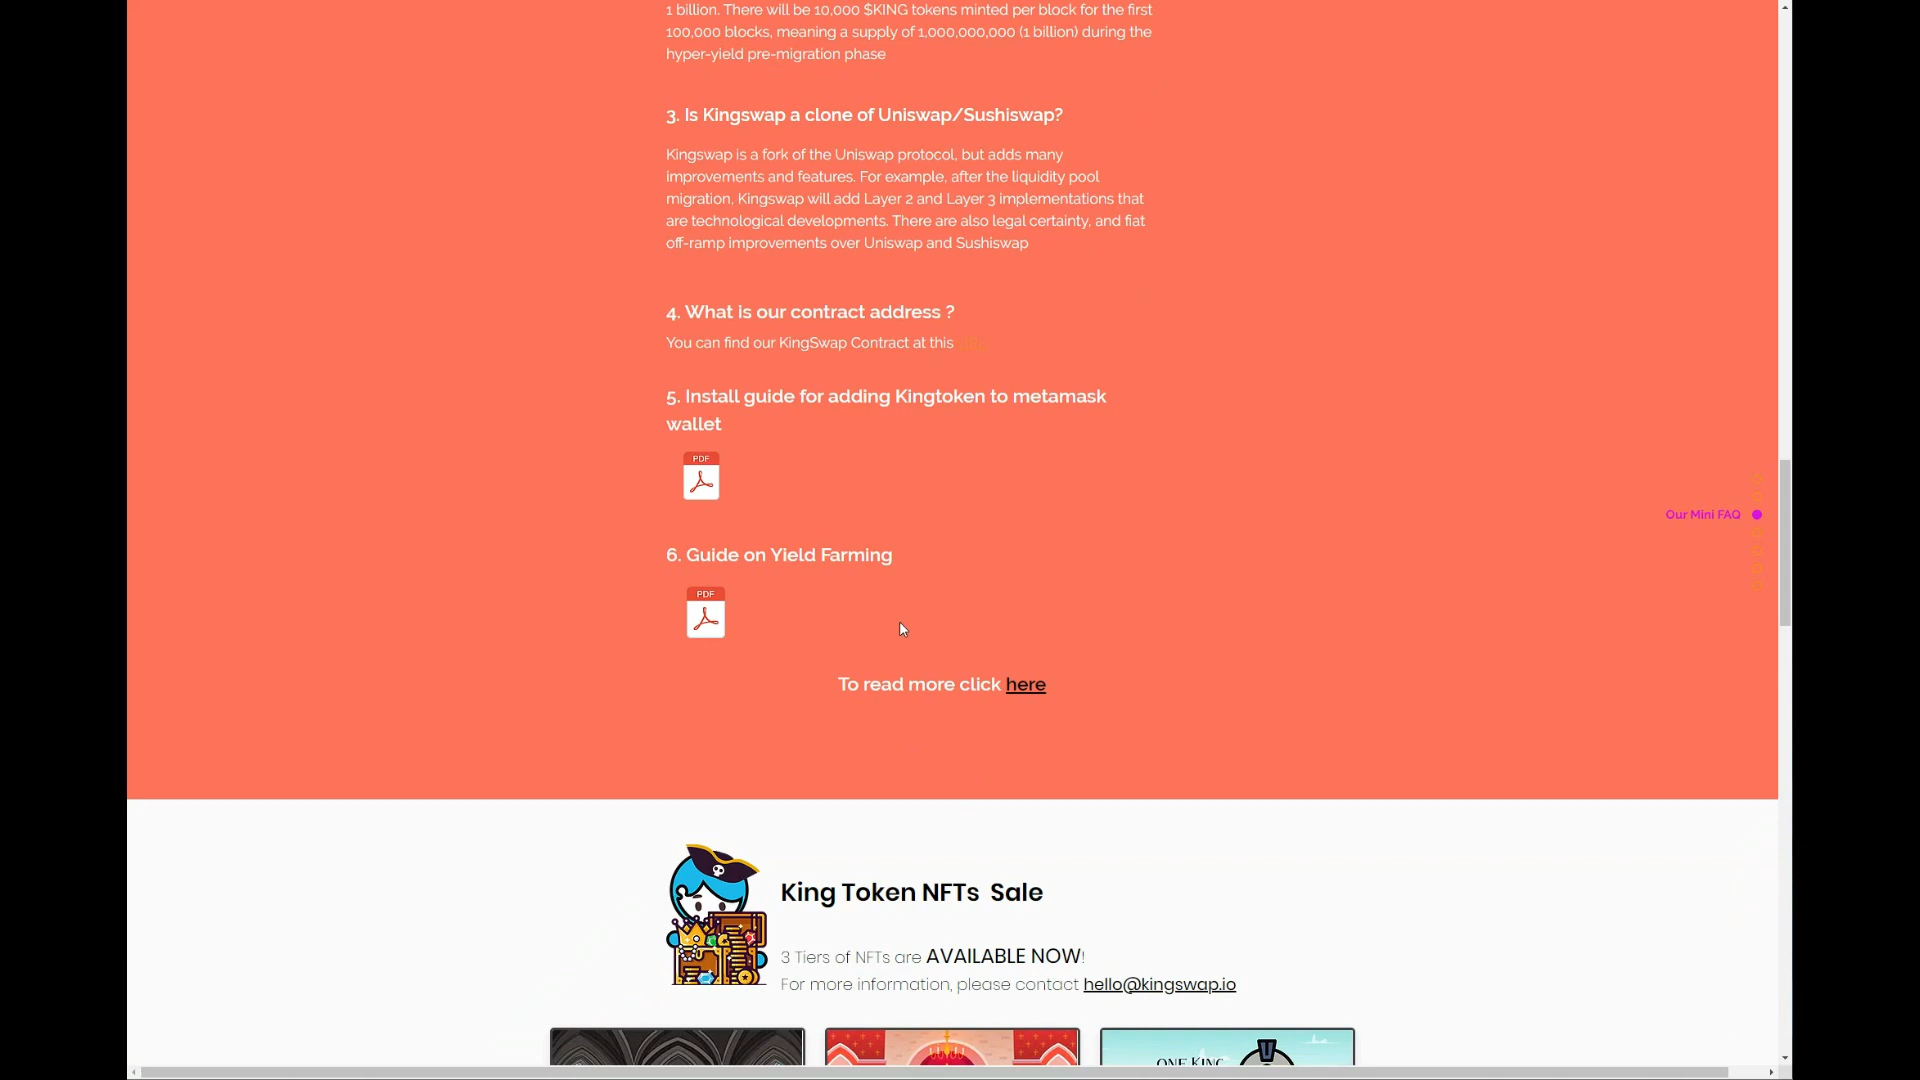 1 billion. There will be 10,000 $KING tokens minted per block for the first
100,000 blocks, meaning a supply of 1,000,000,000 (1 billion) during the
hyper-yield pre-migration phase
3. Is Kingswap a clone of Uniswap/Sushiswap?
Kingswap is a fork of the Uniswap protocol, but adds many
improvements and features. For example, after the liquidity pool
migration, Kingswap will add Layer 2 and Layer 3 implementations that
are technological developments. There are also legal certainty, and fiat
off-ramp improvements over Uniswap and Sushiswap
4. What is our contract address ?
You can find our KingSwap Contract at this
5. Install guide for adding Kingtoken to metamask
wallet
PDF
Our Mini FAQ
6. Guide on Yield Farming
PDF
To read more click here
King Token NFTs Sale
3 Tiers of NFTs are AVAILABLE NOW!
For more information, please contact hello@kingswap.io
ONE KING